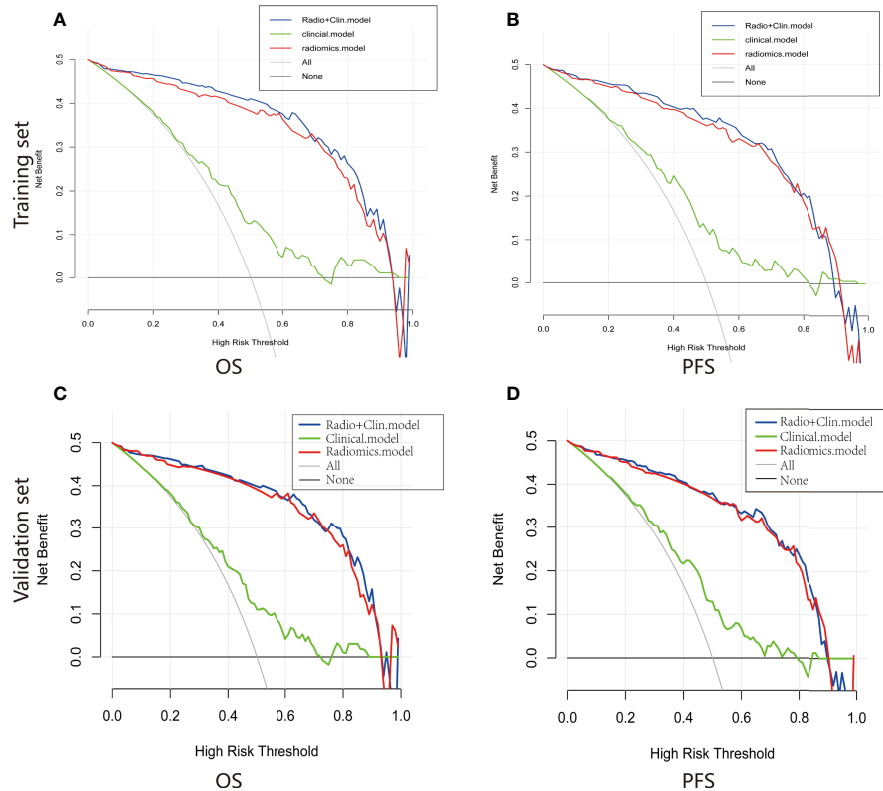 A
Radio+Clin.model
clincial.model
radiomics.model
All
None
0.5
0.4
0.3
0.2
0.1
0.0
Training set
Net Benefit
0.0
0.2
0.4
0.6
0.8
1.0
High Risk Threshold
OS
B
Radio+Clin.model
clinical.model
radiomics.model
All
None
0.5
0.4
0.3
0.2
0.1
0.0
Net Benefit
0.0
0.2
0.4
0.6
0.8
1.0
High Risk Threshold
PFS
C
Radio+Clin.model
Clinical.model
Radiomics.model
All
None
0.5
0.4
0.3
0.2
0.1
0.0
Validation set
Net Benefit
0.0
0.2
0.4
0.6
0.8
1.0
High Risk Threshold
OS
D
Radio+Clin.model
Clinical.model
Radiomics.model
All
None
0.5
0.4
0.3
0.2
0.1
0.0
Net Benefit
0.0
0.2
0.4
0.6
0.8
1.0
High Risk Threshold
PFS